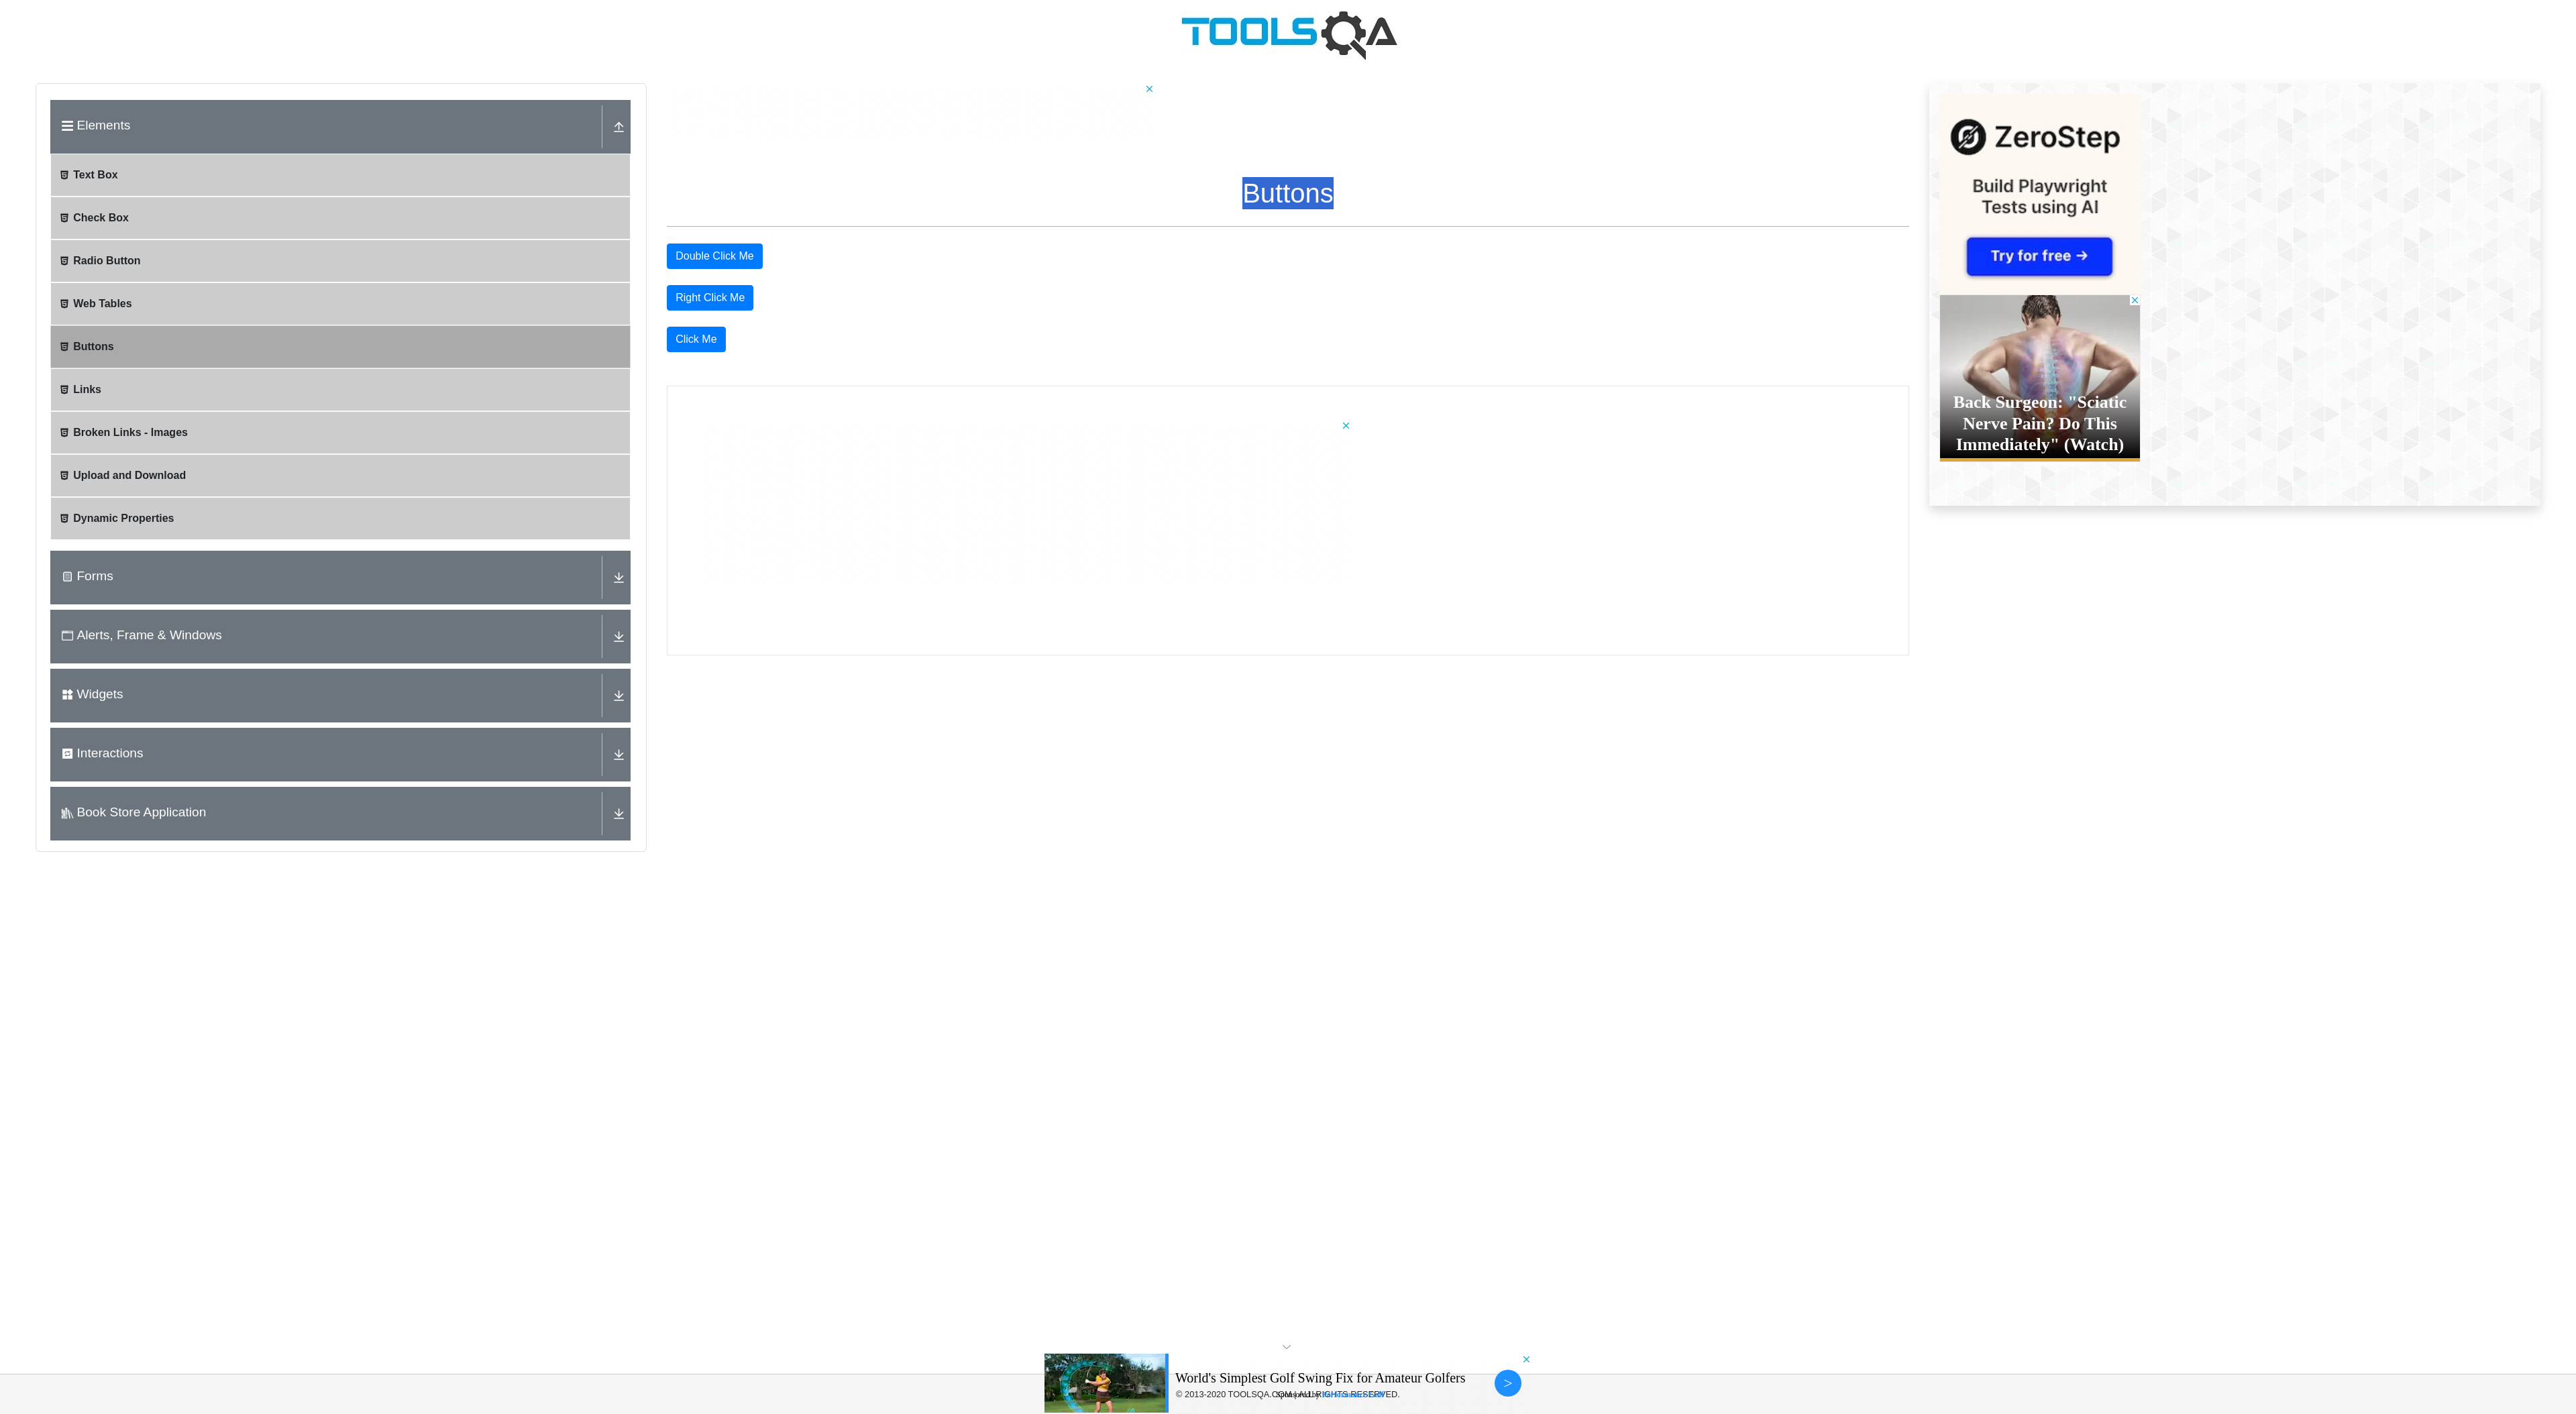 TOOLSQA
Elements
Text Box
Check Box
Radio Button
Web Tables
Buttons
Links
Broken Links - Images
Upload and Download
Dynamic Properties
Forms
Alerts, Frame & Windows
Widgets
Interactions
Book Store Application
Buttons
Double Click Me
Right Click Me
Click Me
ZeroStep
Build Playwright
Tests using AI
Try for free →
Back Surgeon: "Sciatic
Nerve Pain? Do This
Immediately" (Watch)
World's Simplest Golf Swing Fix for Amateur Golfers
© 2013-2020 TOOLSQA.COM | ALL RIGHTS RESERVED.